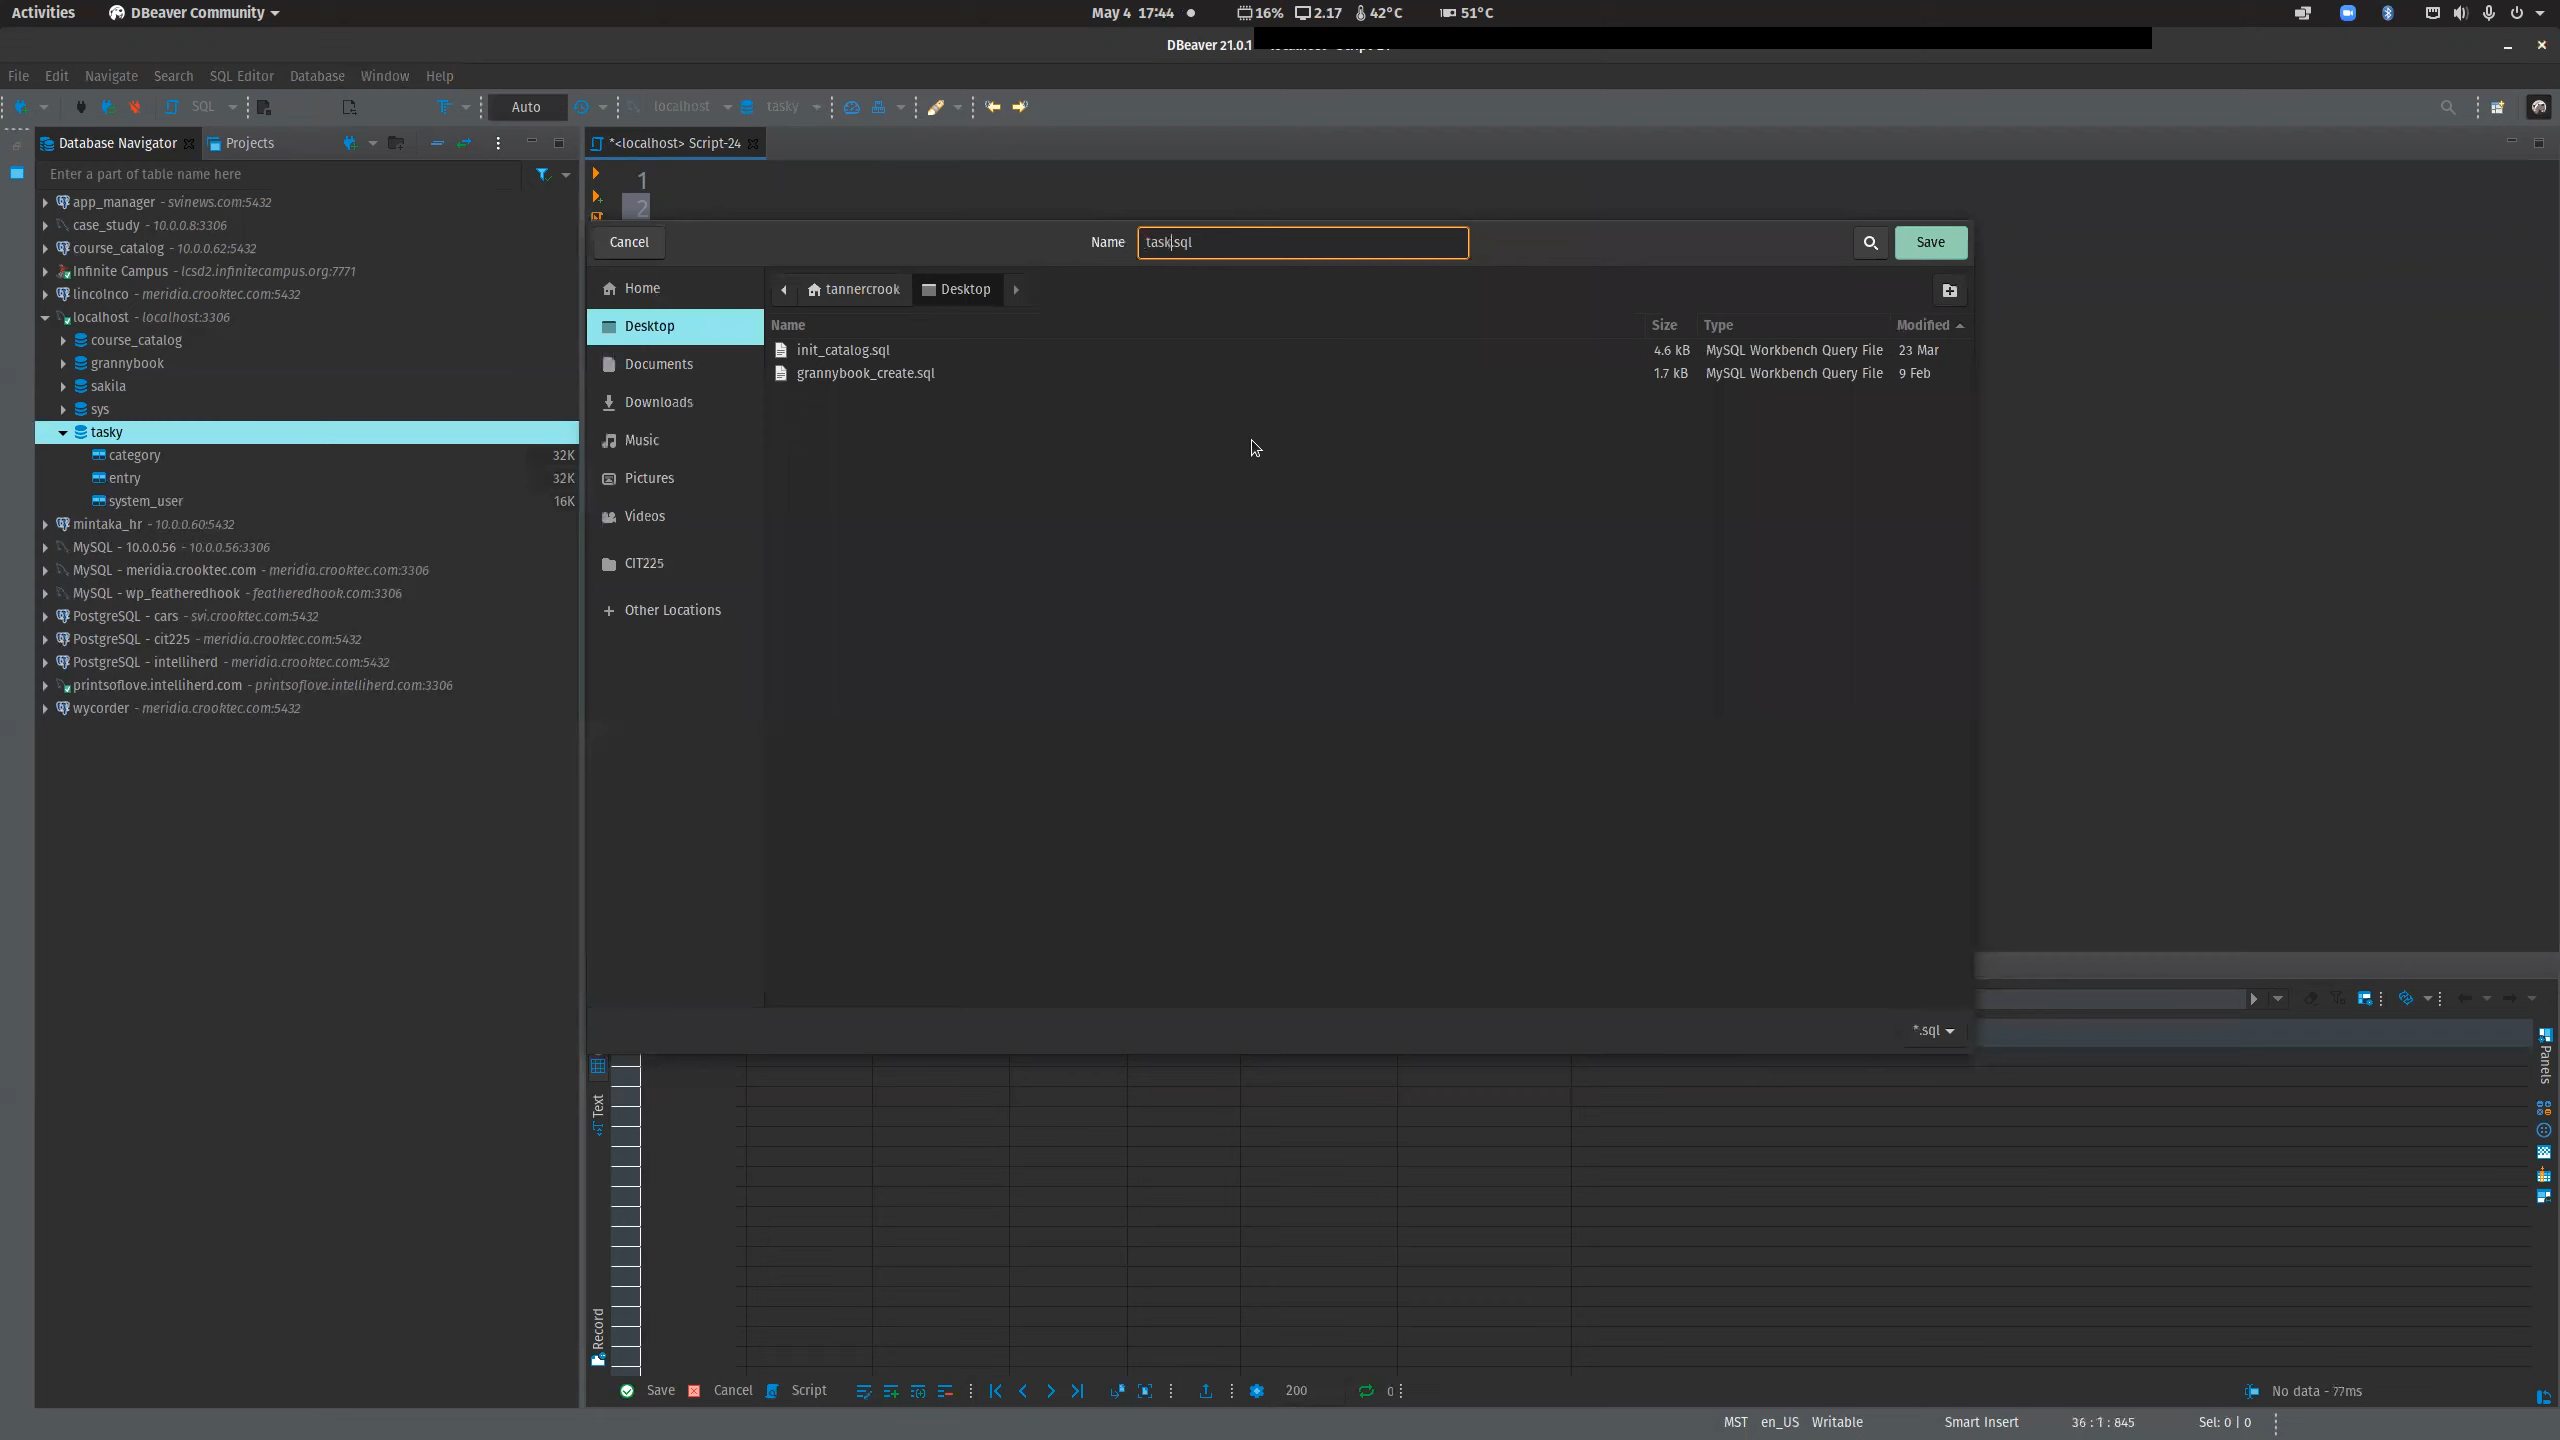 Activities DBeaver Community May 4 17:44 16% 2.17 42°C 51°C
DBeaver 21.0.1
File Edit Navigate Search SQL Editor Database Window Help
SQL Auto localhost tasky
Database Navigator Projects *<localhost> Script-24
Enter a part of table name here
1
2
app_manager - svinews.com:5432
case_study - 10.0.0.8:3306
course_catalog - 10.0.0.62:5432
Infinite Campus - lcsd2.infinitecampus.org:7771
lincolnco - meridia.crooktec.com:5432
localhost - localhost:3306
course_catalog
grannybook
sakila
sys
tasky
category 32K
entry 32K
system_user 16K
mintaka_hr - 10.0.0.60:5432
MySQL - 10.0.0.56 - 10.0.0.56:3306
MySQL - meridia.crooktec.com - meridia.crooktec.com:3306
MySQL - wp_featheredhook - featheredhook.com:3306
PostgreSQL - cars - svi.crooktec.com:5432
PostgreSQL - cit225 - meridia.crooktec.com:5432
PostgreSQL - intelliherd - meridia.crooktec.com:5432
printsoflove.intelliherd.com - printsoflove.intelliherd.com:3306
wycorder - meridia.crooktec.com:5432
Cancel Name task.sql Save
Home
Desktop
Documents
Downloads
Music
Pictures
Videos
CIT225
Other Locations
tannercrook Desktop
Name Size Type Modified
init_catalog.sql 4.6 kB MySQL Workbench Query File 23 Mar
grannybook_create.sql 1.7 kB MySQL Workbench Query File 9 Feb
*.sql
Panels
Text
Record
Save Cancel Script 200 0 No data - 77ms
MST en_US Writable Smart Insert 36 : 1 : 845 Sel: 0 | 0